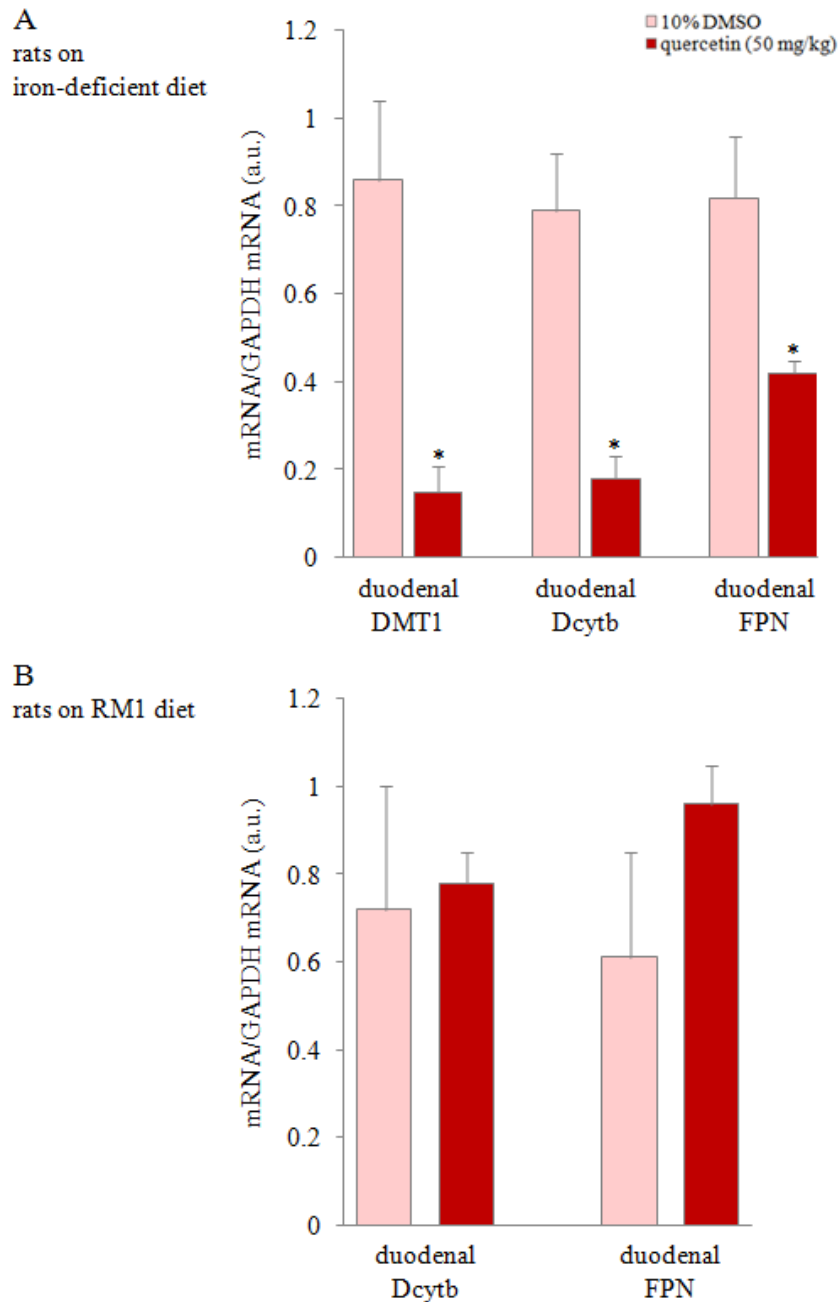 A
rats on
iron-deficient diet
10% DMSO
quercetin (50 mg/kg)
mRNA/GAPDH mRNA (a.u.)
1.2
1
0.8
0.6
0.4
0.2
0
*
*
*
duodenal
DMT1
duodenal
Dcytb
duodenal
FPN
B
rats on RM1 diet
mRNA/GAPDH mRNA (a.u.)
1.2
1
0.8
0.6
0.4
0.2
0
duodenal
Dcytb
duodenal
FPN